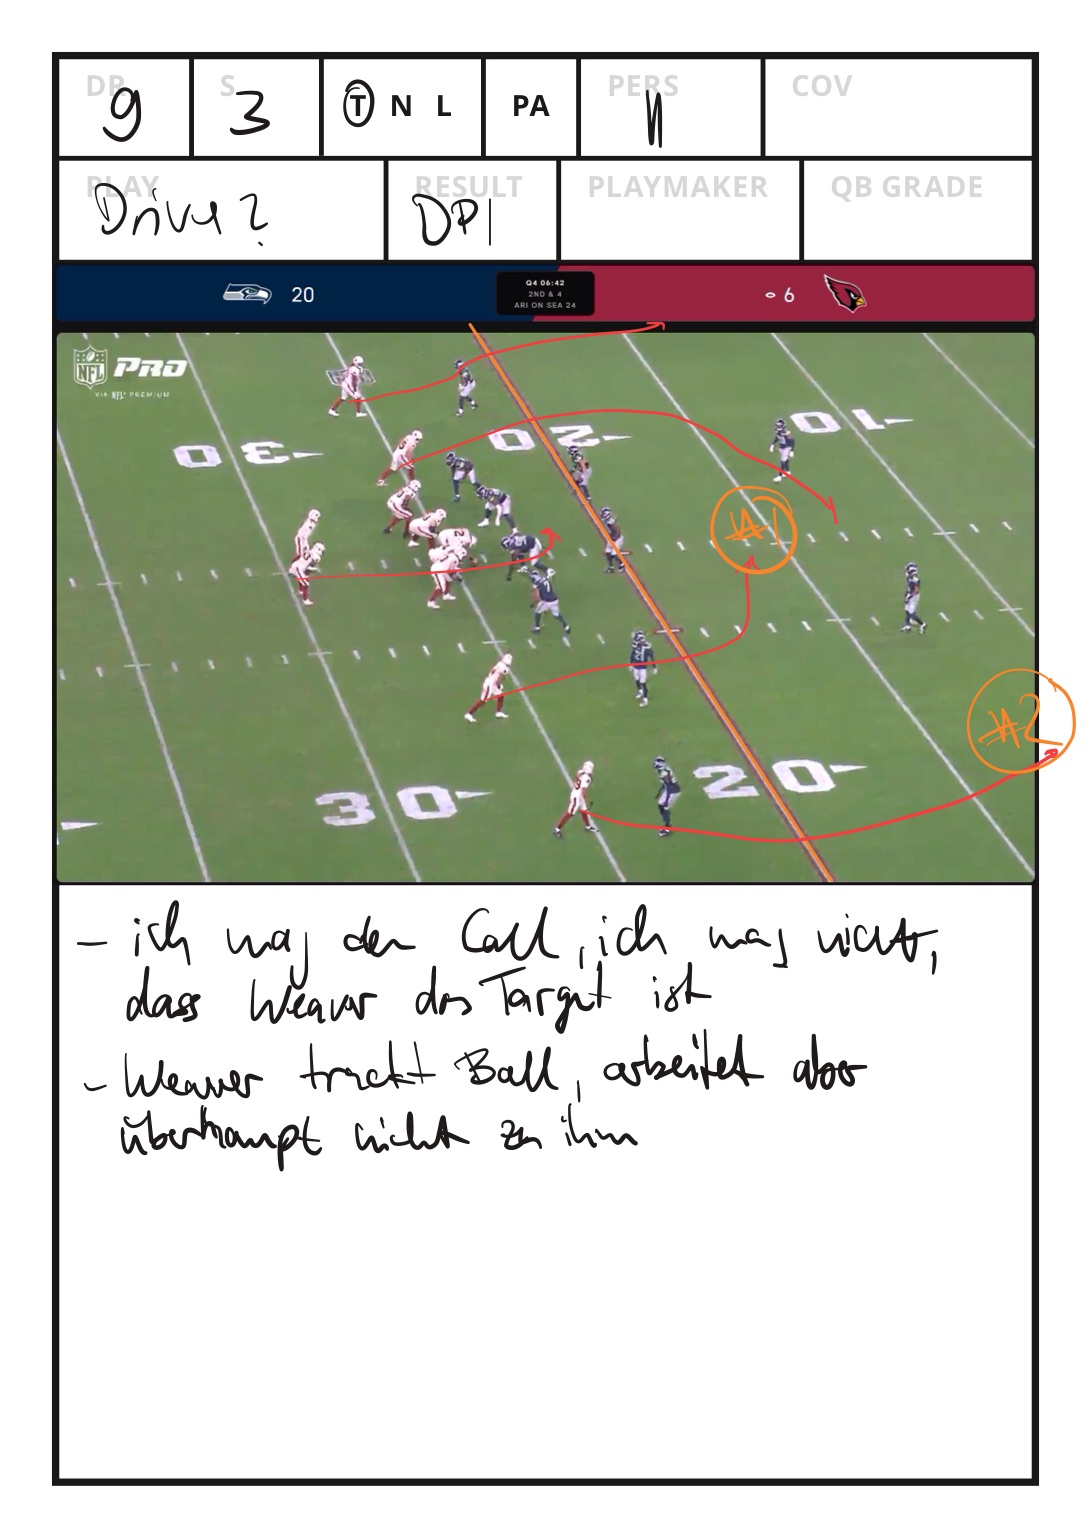 DR 9
S 3
T N L
PA
PERS 11
COV
PLAY Drive?
RESULT DPI
PLAYMAKER
QB GRADE
20
Q4 06:42
2ND & 4
ARI ON SEA 24
6
NFL PRO
VIA NFL+ PREMIUM
30
20
10
#1
#2
30
20
- ich mag den Call, ich mag nicht,
dass Weaver das Target ist
- Weaver trackt Ball, arbeitet aber
überhaupt nicht zu ihm